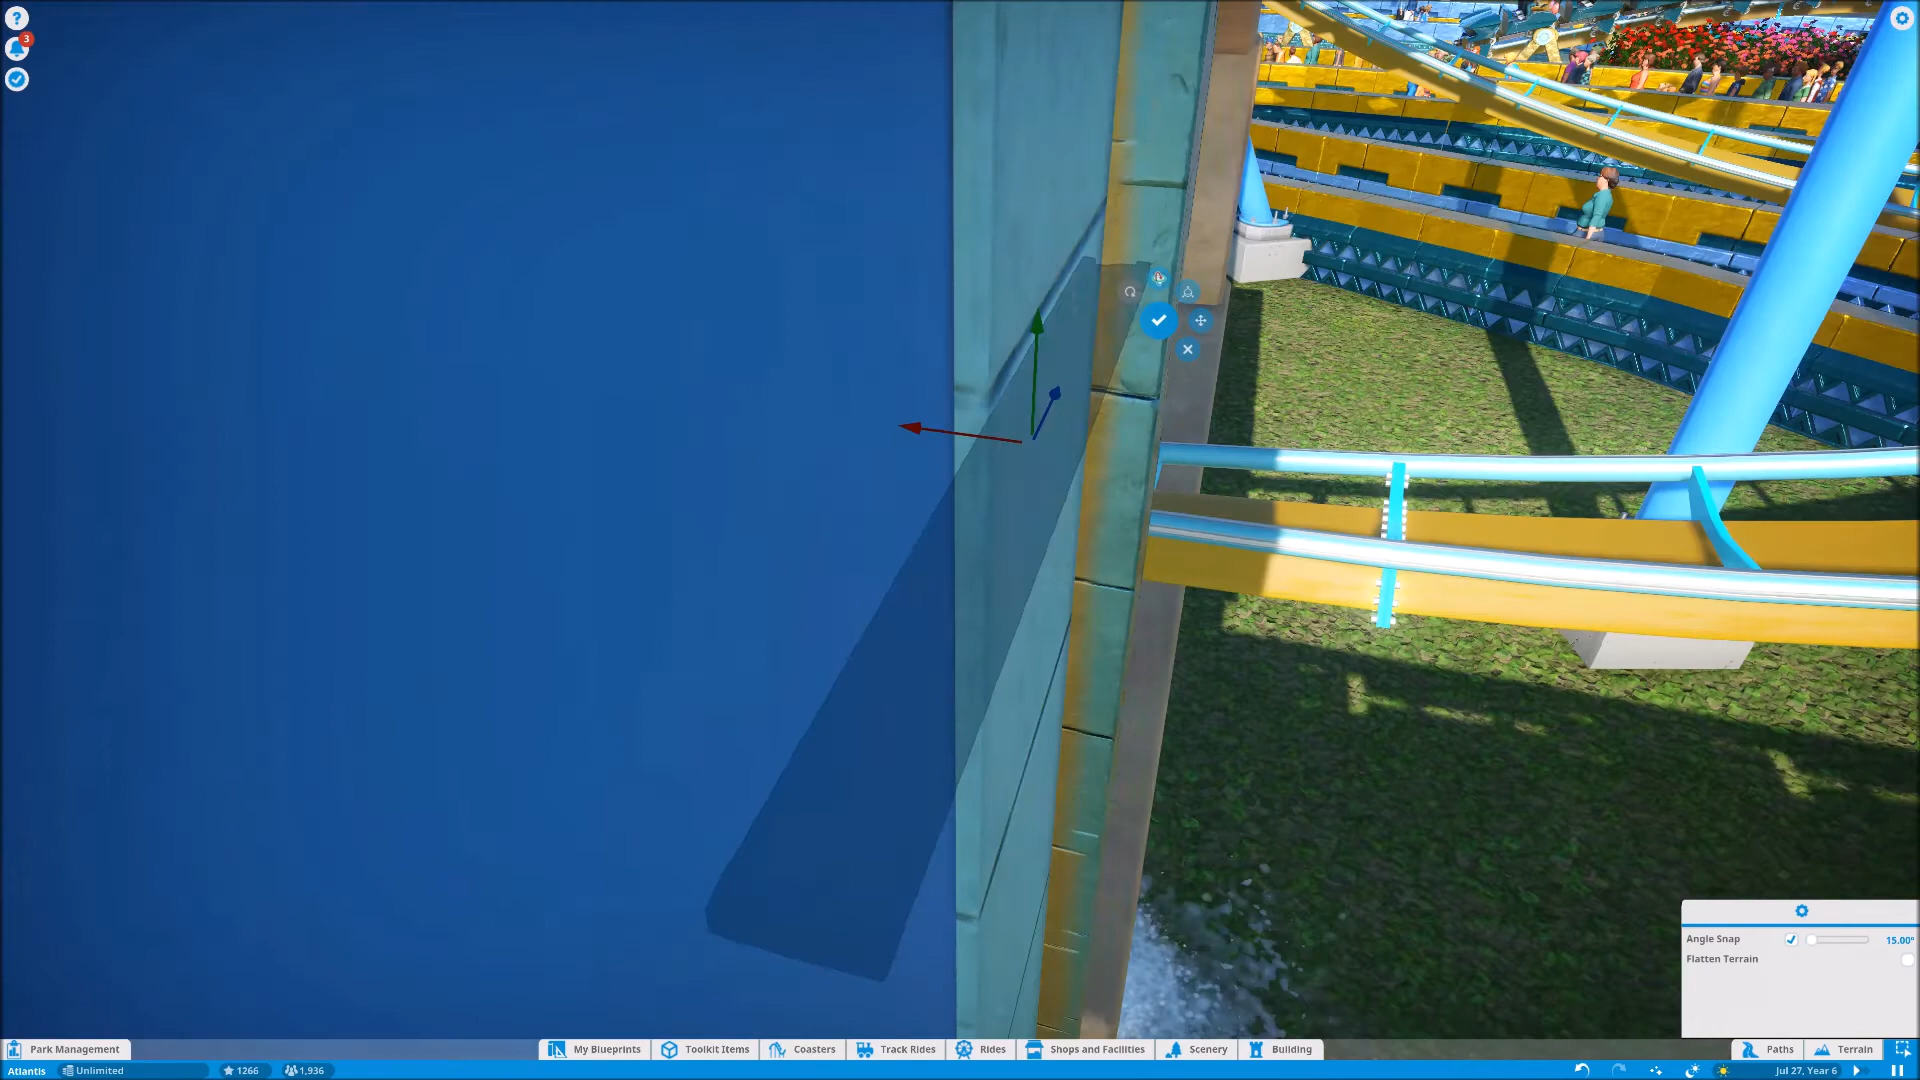 ?
3
Angle Snap 15.00°
Flatten Terrain
Park Management My Blueprints Toolkit Items Coasters Track Rides Rides Shops and Facilities Scenery Building Paths Terrain
Atlantis Unlimited 1266 1,936 Jul 27, Year 6